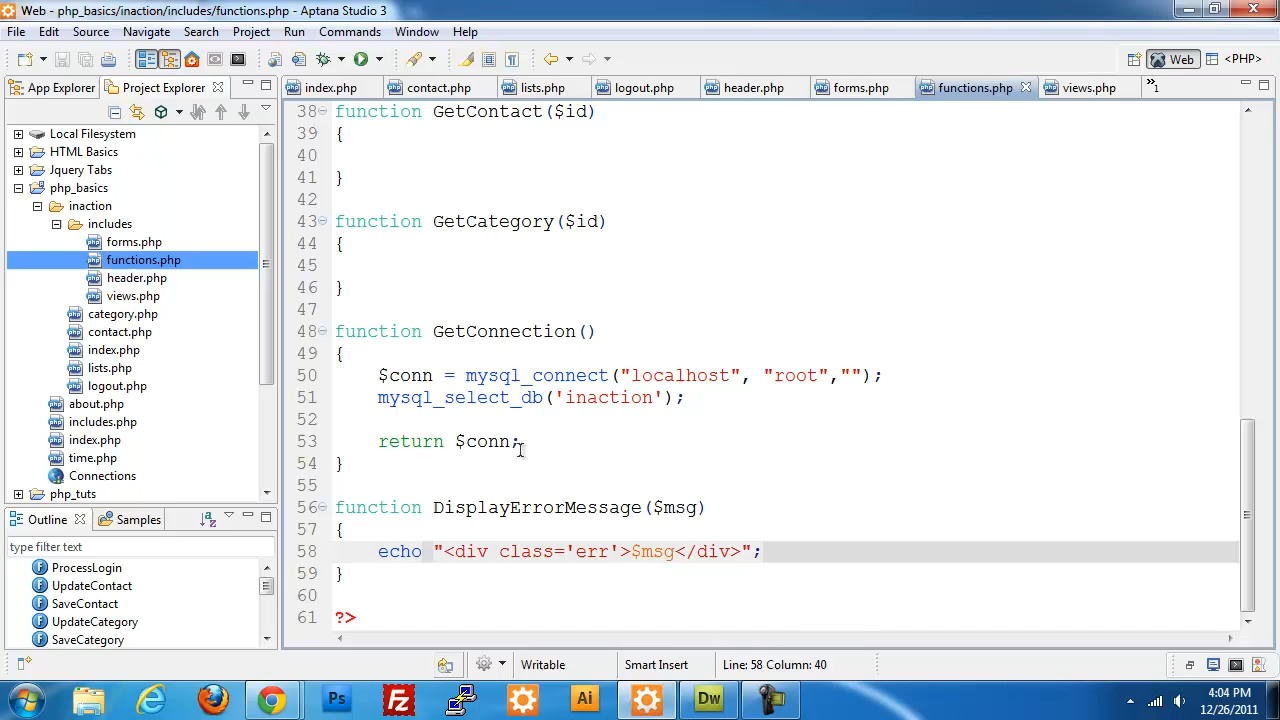 Web - php_basics/inaction/includes/functions.php - Aptana Studio 3
File Edit Source Navigate Search Project Run Commands Window Help
Web <PHP>
App Explorer Project Explorer
index.php contact.php lists.php logout.php header.php forms.php functions.php views.php »1
Local Filesystem
HTML Basics
Jquery Tabs
php_basics
inaction
includes
forms.php
functions.php
header.php
views.php
category.php
contact.php
index.php
lists.php
logout.php
about.php
includes.php
index.php
time.php
Connections
php_tuts
Outline Samples
type filter text
ProcessLogin
UpdateContact
SaveContact
UpdateCategory
SaveCategory
38 function GetContact($id)
39 {
40
41 }
42
43 function GetCategory($id)
44 {
45
46 }
47
48 function GetConnection()
49 {
50 $conn = mysql_connect("localhost", "root","");
51 mysql_select_db('inaction');
52
53 return $conn;
54 }
55
56 function DisplayErrorMessage($msg)
57 {
58 echo "<div class='err'>$msg</div>";
59 }
60
61 ?>
Writable Smart Insert Line: 58 Column: 40
Ps Fz Ai Dw
4:04 PM
12/26/2011